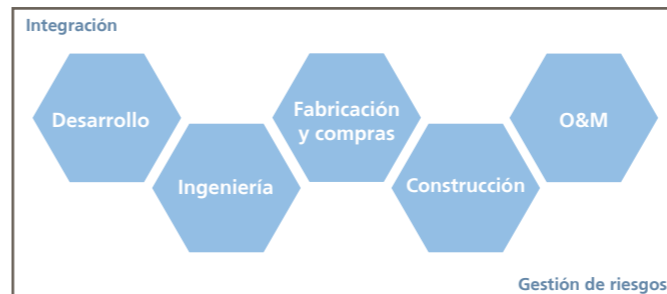 Integración
Desarrollo
Ingeniería
Fabricación
y compras
Construcción
O&M
Gestión de riesgos